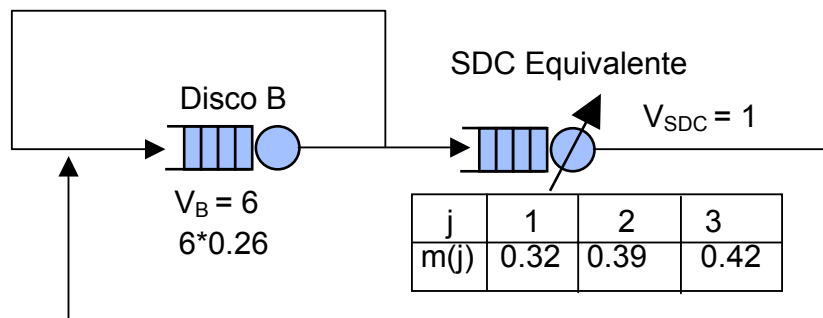 SDC Equivalente
Disco B
V_SDC = 1
V_B = 6
6*0.26
j 1 2 3
m(j) 0.32 0.39 0.42